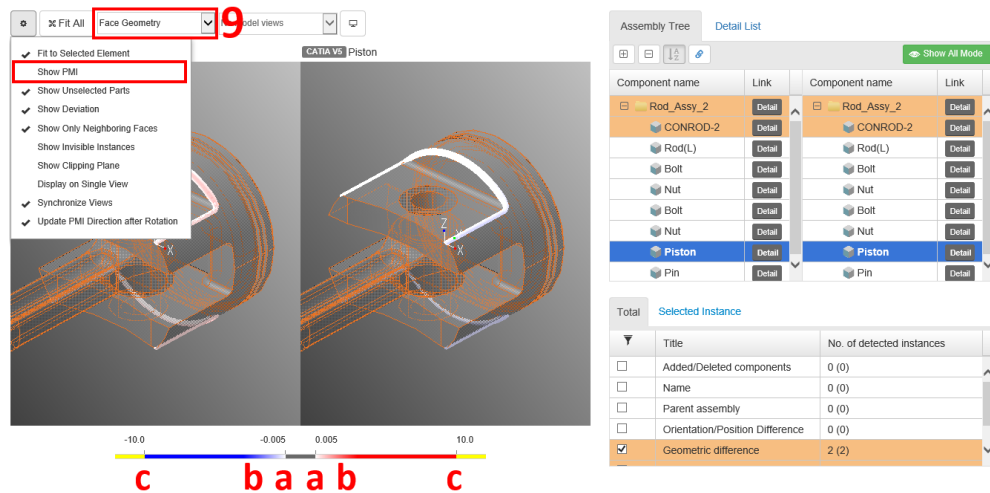 Fit All
Face Geometry
9
No model views
Fit to Selected Element
Show PMI
Show Unselected Parts
Show Deviation
Show Only Neighboring Faces
Show Invisible Instances
Show Clipping Plane
Display on Single View
Synchronize Views
Update PMI Direction after Rotation
CATIA V5 Piston
Z
Y
X
X
-10.0
-0.005
0.005
10.0
c b a a b c
Assembly Tree
Detail List
Show All Mode
Component name Link Component name Link
Rod_Assy_2 Detail Rod_Assy_2 Detail
CONROD-2 Detail CONROD-2 Detail
Rod(L) Detail Rod(L) Detail
Bolt Detail Bolt Detail
Nut Detail Nut Detail
Bolt Detail Bolt Detail
Nut Detail Nut Detail
Piston Detail Piston Detail
Pin Detail Pin Detail
Total
Selected Instance
Title No. of detected instances
Added/Deleted components 0 (0)
Name 0 (0)
Parent assembly 0 (0)
Orientation/Position Difference 0 (0)
Geometric difference 2 (2)